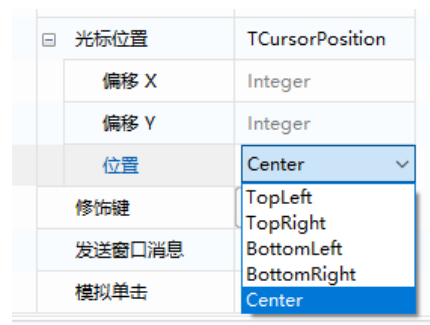 光标位置 TCursorPosition
偏移 X Integer
偏移 Y Integer
位置 Center
TopLeft
修饰键
TopRight
发送窗口消息 BottomLeft
BottomRight
模拟单击 Center